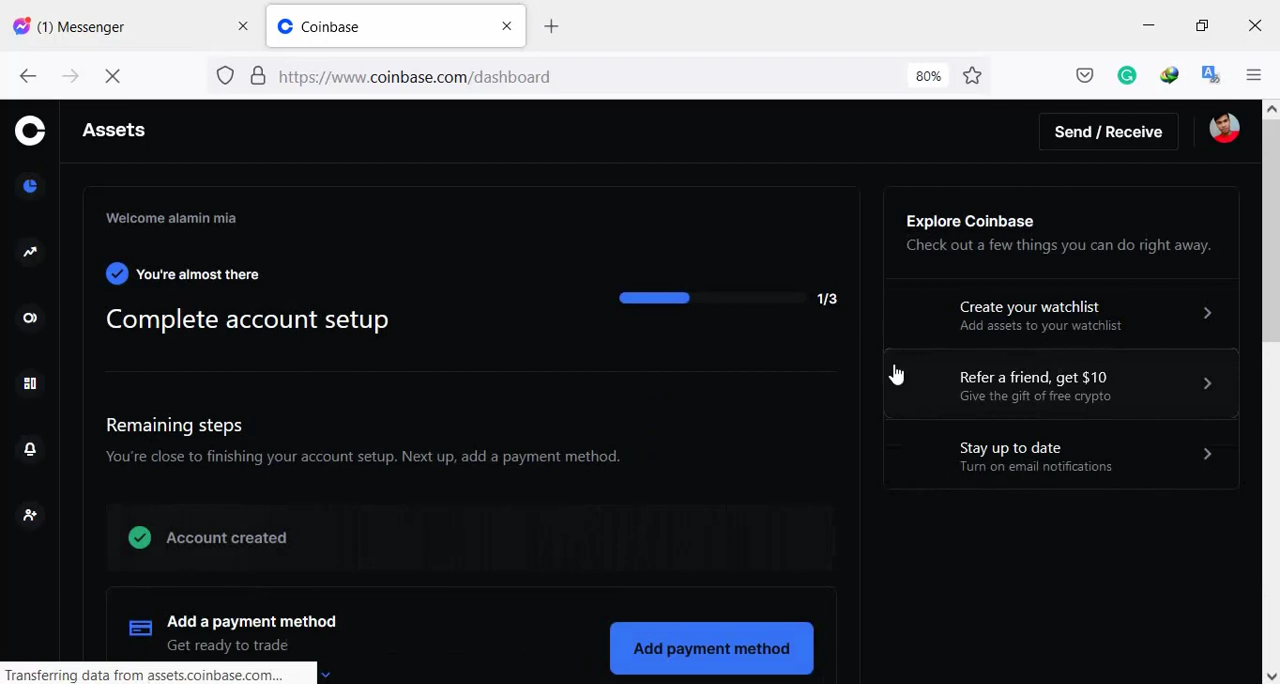 (1) Messenger
Coinbase
https://www.coinbase.com/dashboard
80%
Assets
Send / Receive
Welcome alamin mia
You're almost there
Complete account setup
1/3
Remaining steps
You're close to finishing your account setup. Next up, add a payment method.
Account created
Add a payment method
Get ready to trade
Add payment method
Explore Coinbase
Check out a few things you can do right away.
Create your watchlist
Add assets to your watchlist
Refer a friend, get $10
Give the gift of free crypto
Stay up to date
Turn on email notifications
Transferring data from assets.coinbase.com...